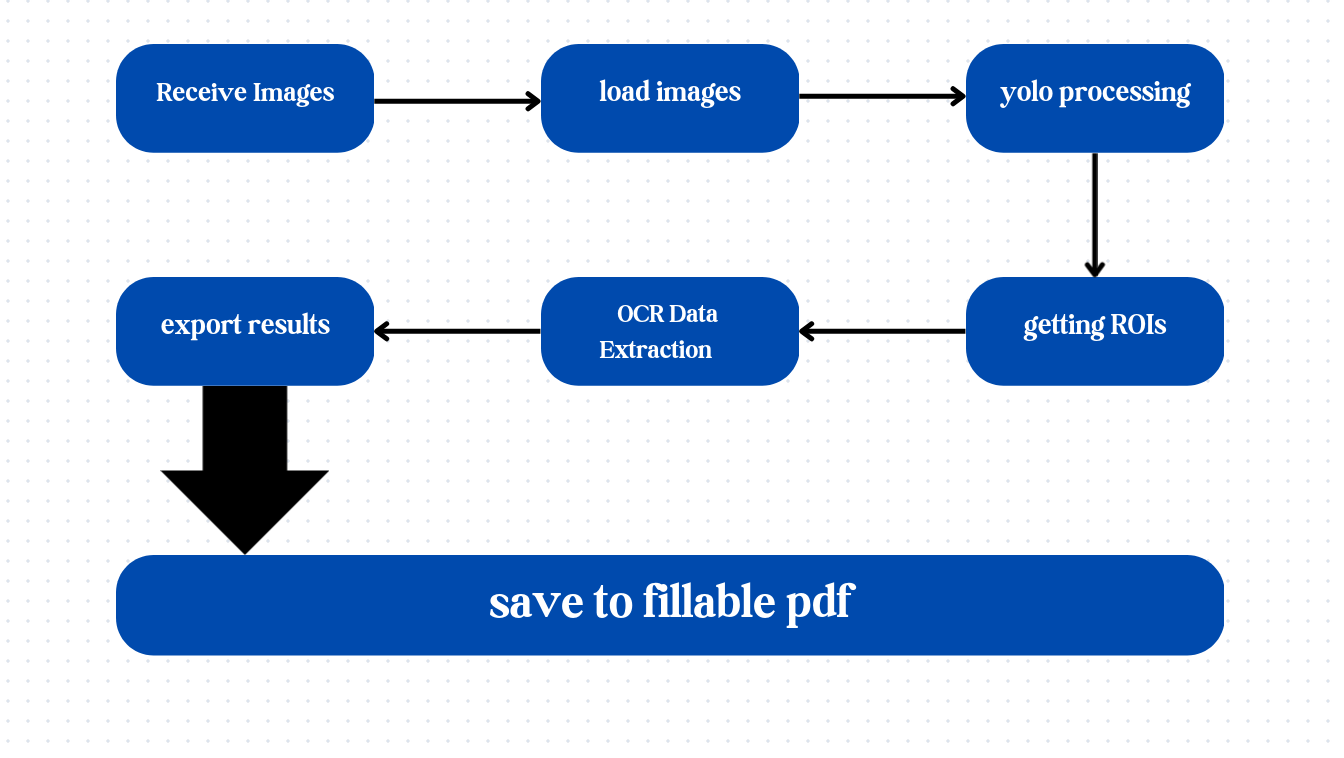 Receive Images
load images
yolo processing
getting ROIs
OCR Data
Extraction
export results
save to fillable pdf